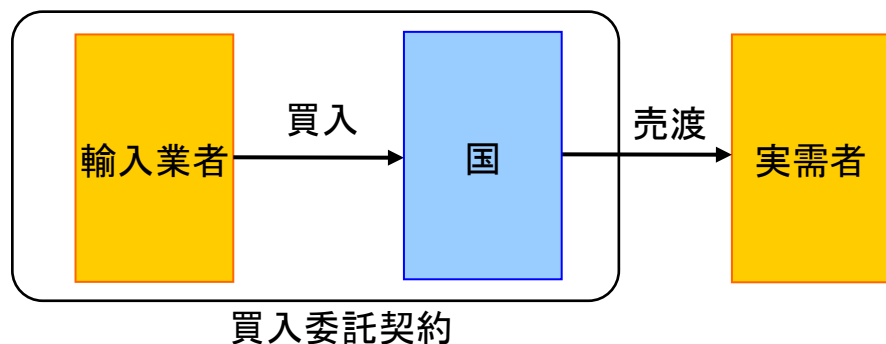 買入
売渡
輸入業者
国
実需者
買入委託契約